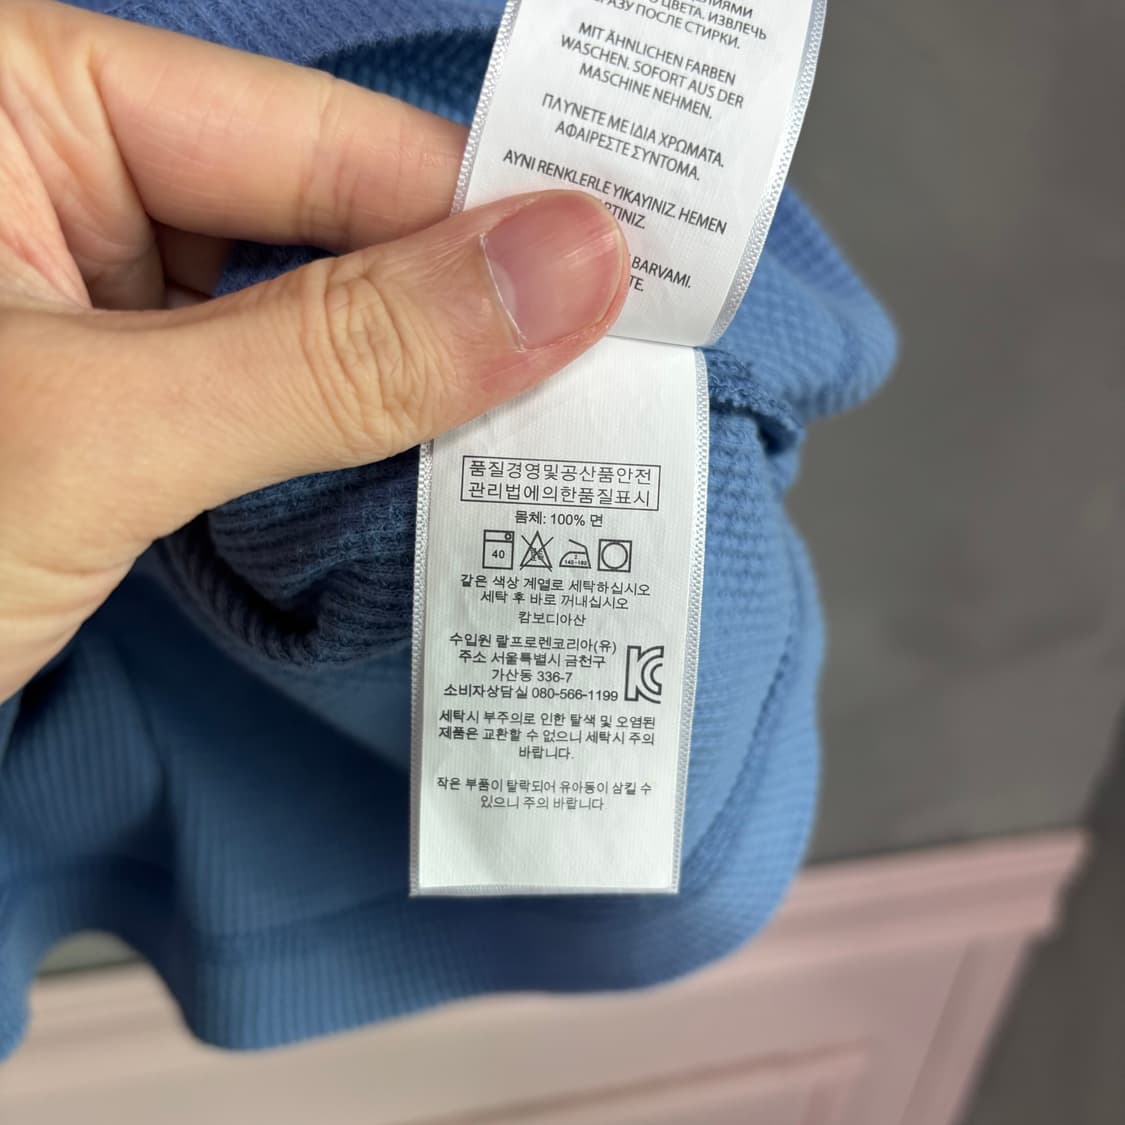 ЦВЕТА. ИЗВЛЕЧЬ
ПОСЛЕ СТИРКИ.
MIT ÄHNLICHEN FARBEN
WASCHEN. SOFORT AUS DER
MASCHINE NEHMEN.
ΠΛΥΝΕΤΕ ΜΕ ΙΔΙΑ ΧΡΩΜΑΤΑ.
ΑΦΑΙΡΕΣΤΕ ΣΥΝΤΟΜΑ.
AYNI RENKLERLE YIKAYINIZ. HEMEN
BARVAMI.
품질경영및공산품안전
관리법에의한품질표시
몸체: 100% 면
40
같은 색상 계열로 세탁하십시오
세탁 후 바로 꺼내십시오
캄보디아산
수입원 랄프로렌코리아(유)
주소 서울특별시 금천구
가산동 336-7
소비자상담실 080-566-1199
세탁시 부주의로 인한 탈색 및 오염된
제품은 교환할 수 없으니 세탁시 주의
바랍니다.
작은 부품이 탈락되어 유아동이 삼킬 수
있으니 주의 바랍니다